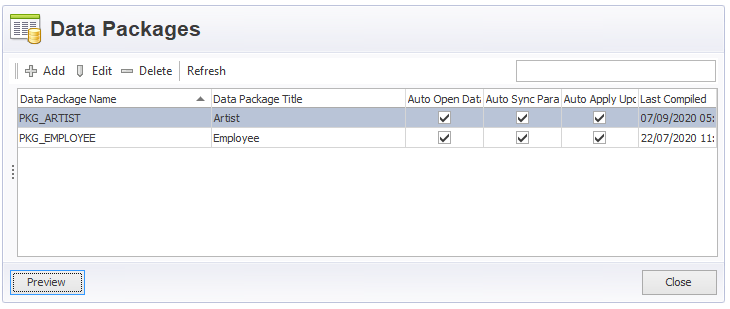 Data Packages
Add Edit Delete Refresh
Data Package Name Data Package Title Auto Open Data Auto Sync Para Auto Apply Upd Last Compiled
PKG_ARTIST Artist 07/09/2020 05:
PKG_EMPLOYEE Employee 22/07/2020 11:
Preview Close